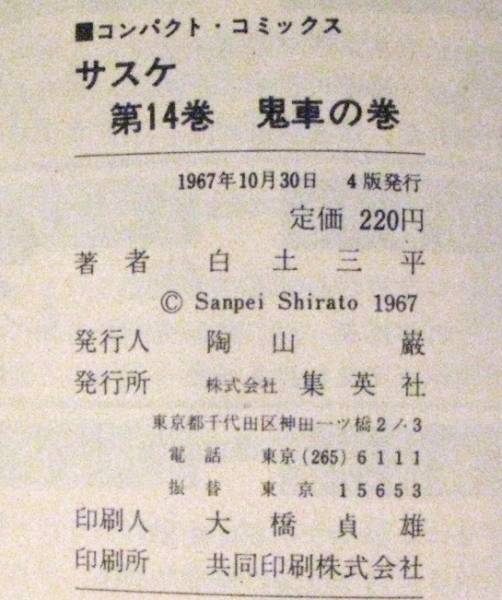 ■コンパクト・コミックス
サスケ
第14巻 鬼車の巻
1967年10月30日 4版発行
定価 220円
著者 白土三平
© Sanpei Shirato 1967
発行人 陶山 巌
発行所 株式会社 集英社
東京都千代田区神田一ツ橋2ノ3
電話 東京(265)6111
振替 東京 15653
印刷人 大橋貞雄
印刷所 共同印刷株式会社